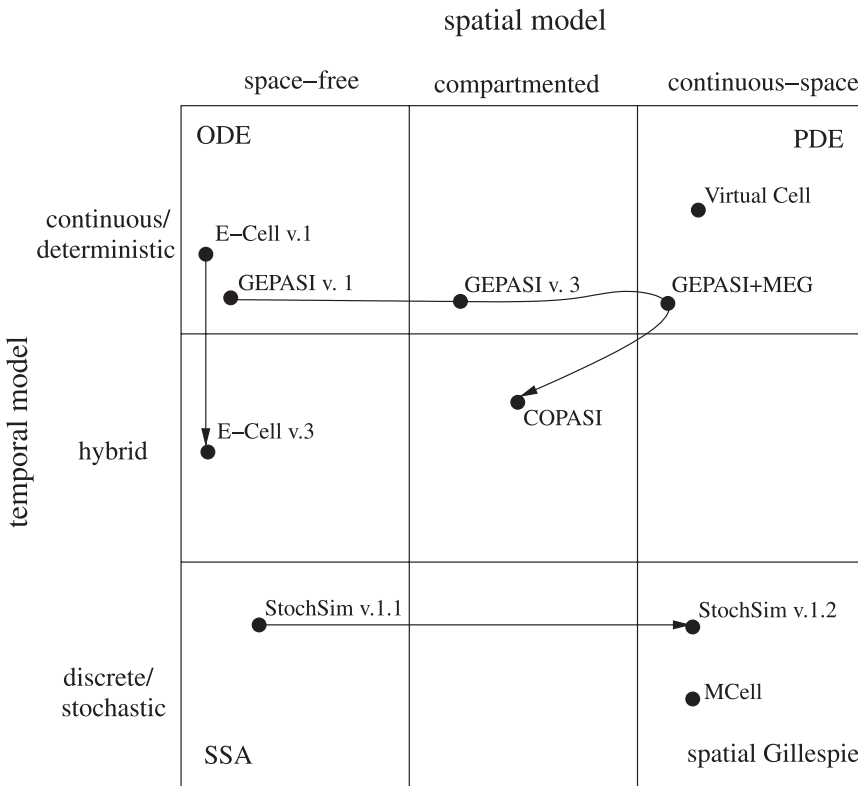 spatial model
space–free
compartmented
continuous–space
ODE
PDE
Virtual Cell
continuous/
deterministic
E–Cell v.1
GEPASI v. 1
GEPASI v. 3
GEPASI+MEG
temporal model
hybrid
E–Cell v.3
COPASI
StochSim v.1.1
StochSim v.1.2
discrete/
stochastic
MCell
SSA
spatial Gillespie